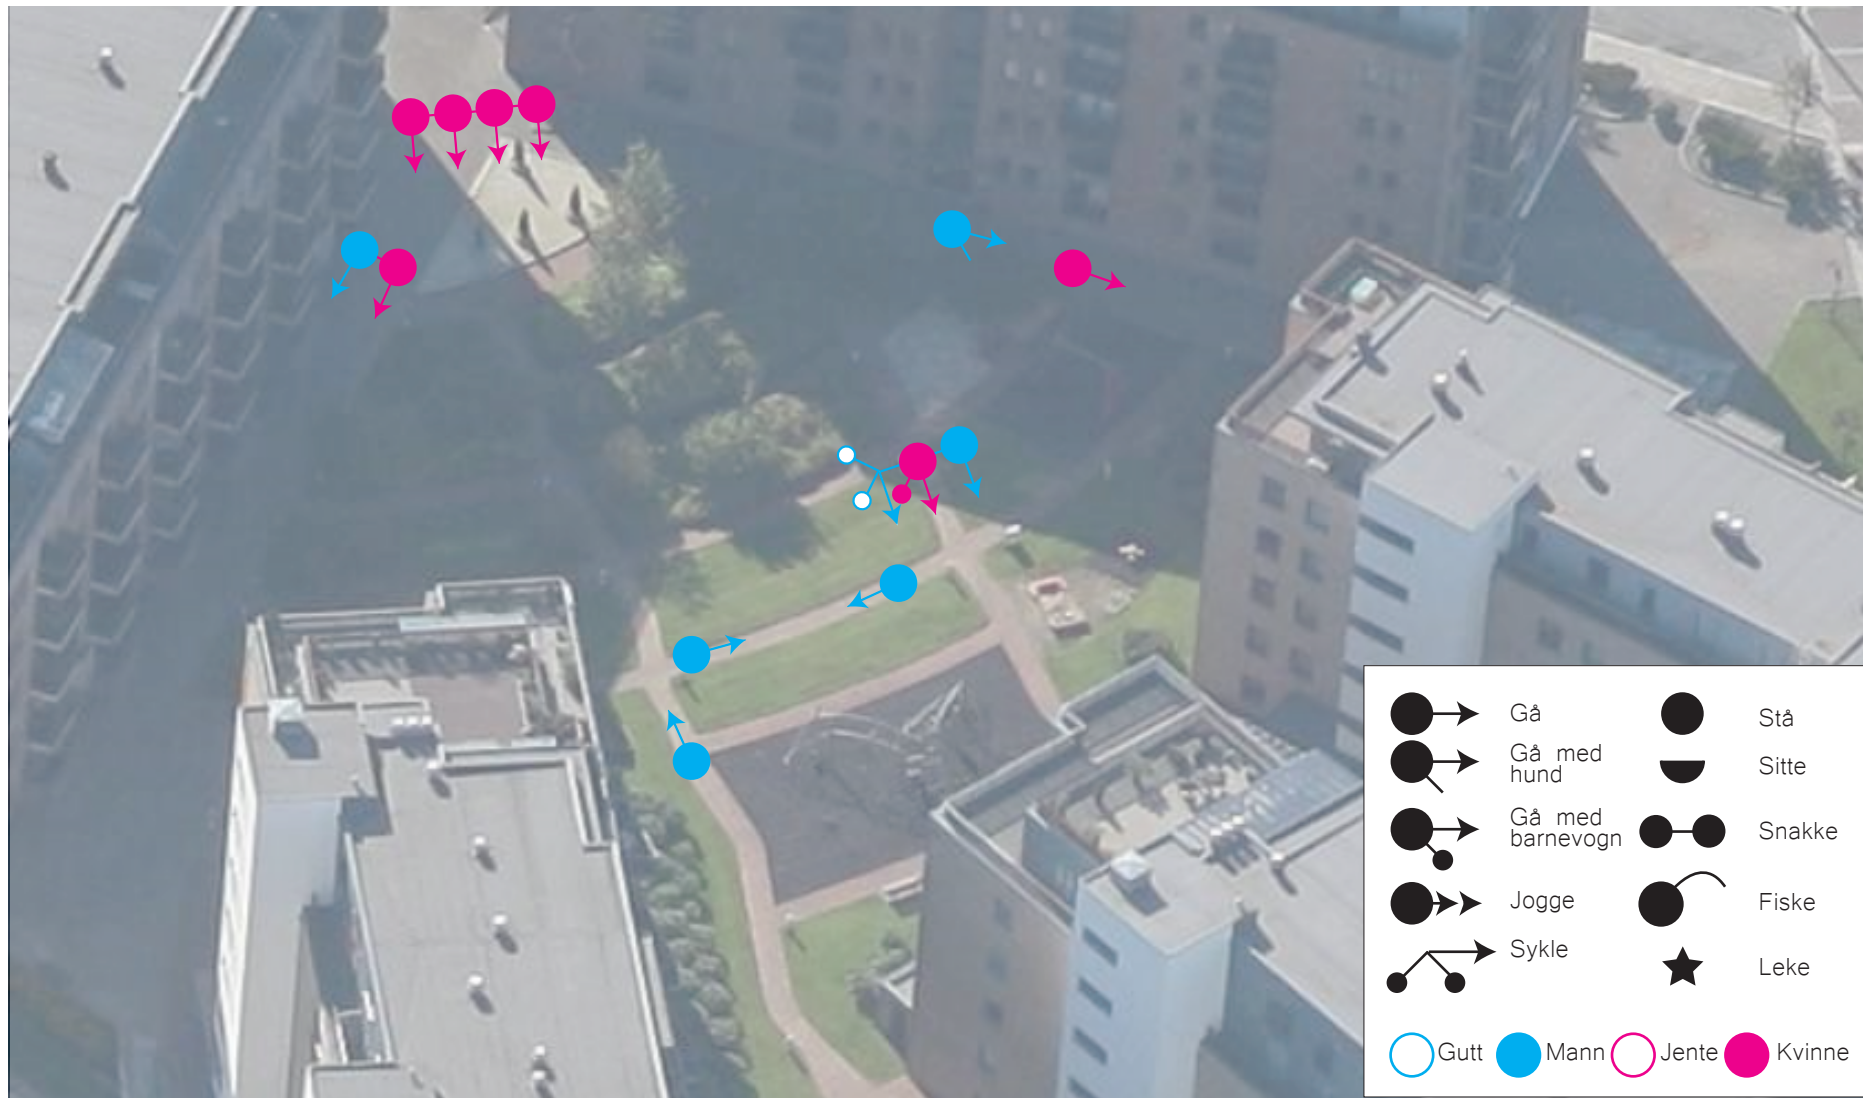 Gå
Stå
Gå med
hund
Sitte
Gå med
barnevogn
Snakke
Jogge
Fiske
Sykle
Leke
Gutt
Mann
Jente
Kvinne